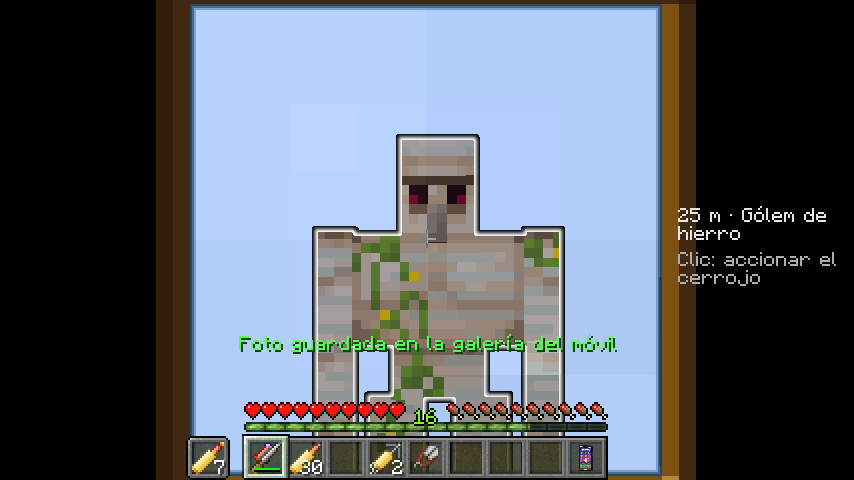 25 m · Gólem de
hierro
Clic: accionar el
cerrojo
Foto guardada en la galería del móvil
16
7
30
2